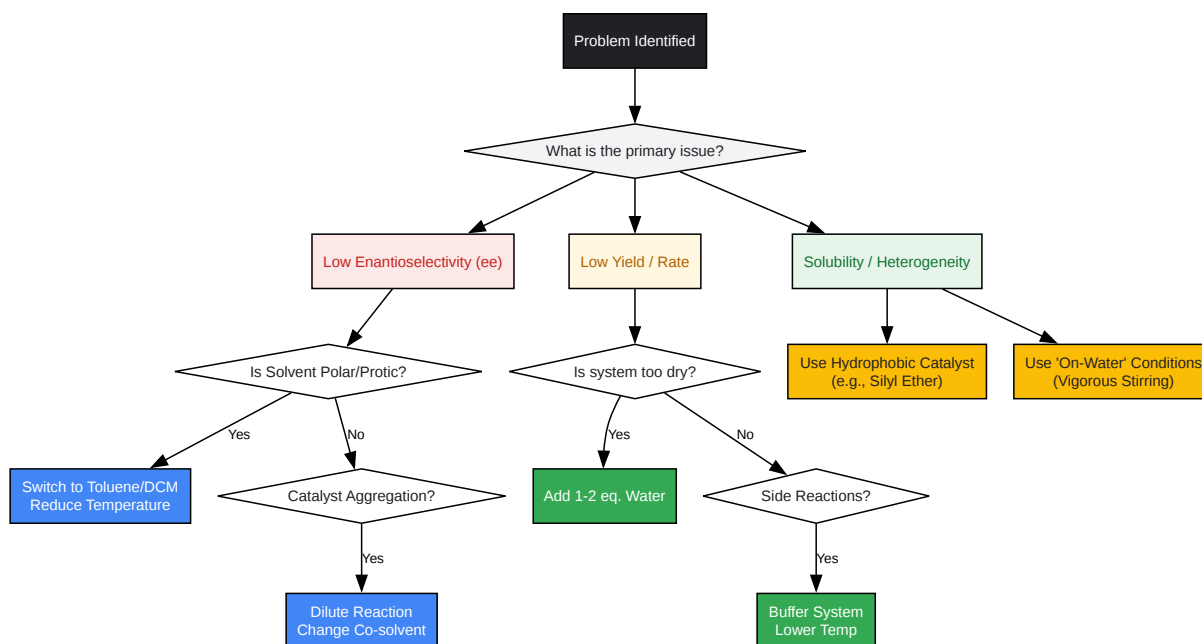 Problem Identified
What is the primary issue?
Low Enantioselectivity (ee)
Low Yield / Rate
Solubility / Heterogeneity
Is Solvent Polar/Protic?
Is system too dry?
Use Hydrophobic Catalyst
(e.g., Silyl Ether)
Use 'On-Water' Conditions
(Vigorous Stirring)
Yes
No
Yes
No
Switch to Toluene/DCM
Reduce Temperature
Catalyst Aggregation?
Add 1-2 eq. Water
Side Reactions?
Yes
Yes
Dilute Reaction
Change Co-solvent
Buffer System
Lower Temp